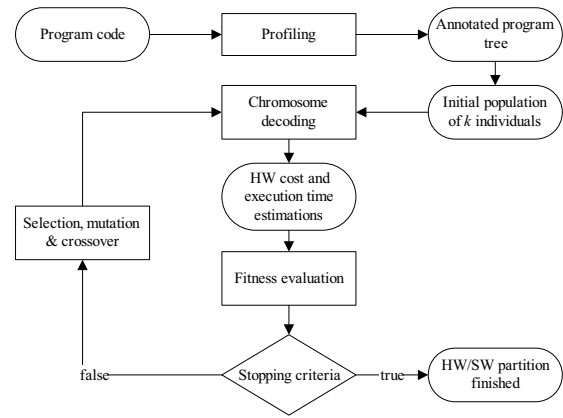 Program code
Profiling
Annotated program
tree
Chromosome
decoding
Initial population
of k individuals
HW cost and
execution time
estimations
Selection, mutation
& crossover
Fitness evaluation
false
Stopping criteria
true
HW/SW partition
finished